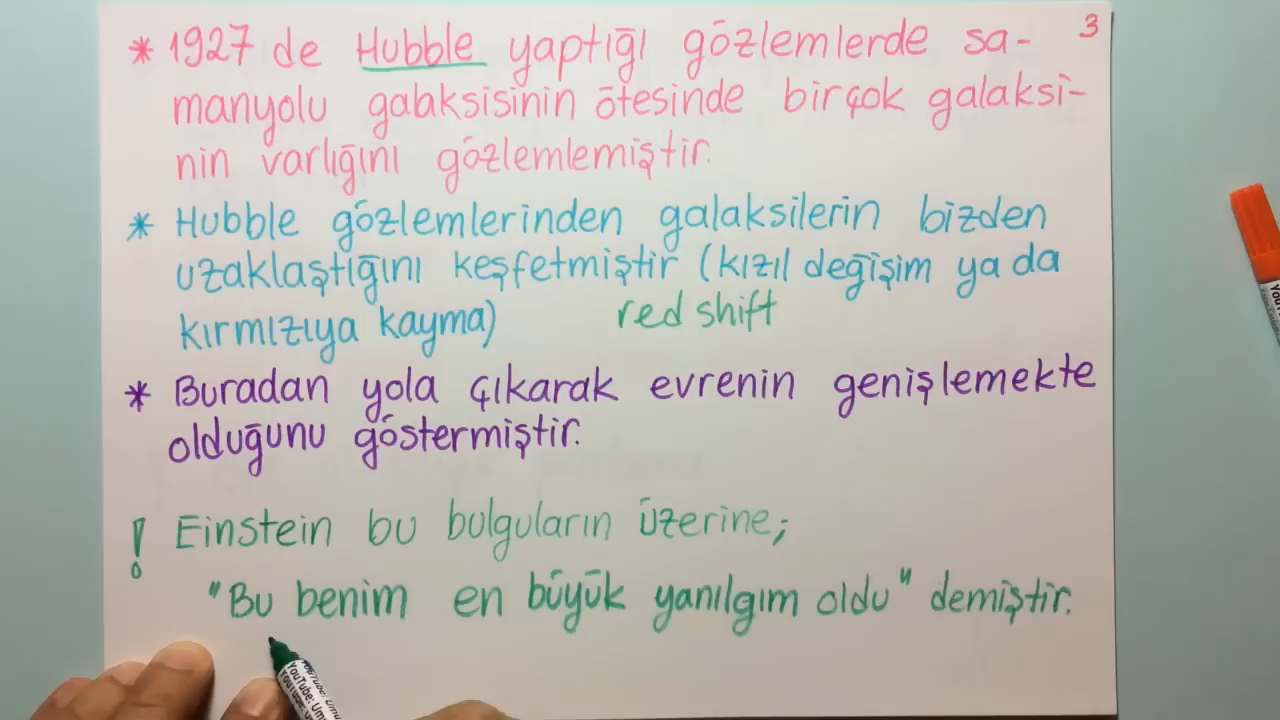 3
* 1927 de Hubble yaptığı gözlemlerde sa-
manyolu galaksisinin ötesinde birçok galaksi-
nin varlığını gözlemlemiştir.
* Hubble gözlemlerinden galaksilerin bizden
uzaklaştığını keşfetmiştir (kızıl değişim ya da
kırmızıya kayma) red shift
* Buradan yola çıkarak evrenin genişlemekte
olduğunu göstermiştir.
! Einstein bu bulguların üzerine;
"Bu benim en büyük yanılgım oldu" demiştir.
YouTube: Umu